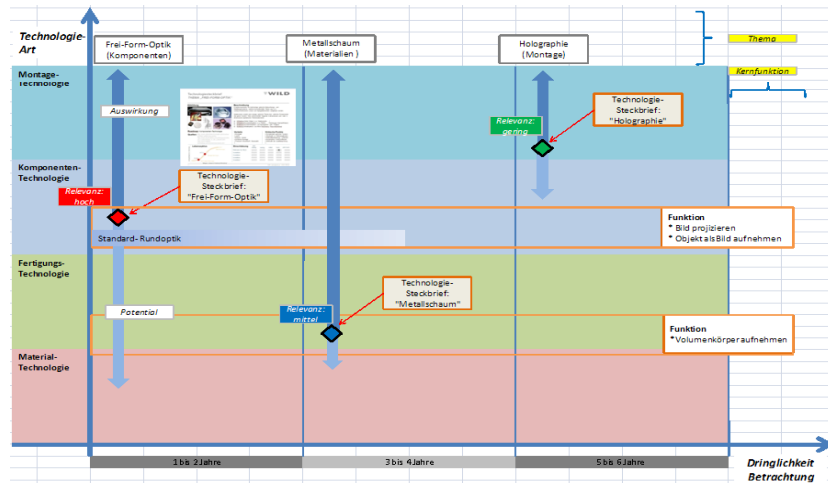 Technologie-
Art
Frei-Form-Optik
(Komponenten)
Metallschaum
(Materialien )
Holographie
(Montage)
Thema
Kernfunktion
Montage-
Technologie
Auswirkung
WILD
Relevanz:
gering
Technologie-
Steckbrief:
"Holographie"
Komponenten-
Technologie
Relevanz:
hoch
Technologie-
Steckbrief:
"Frei-Form-Optik"
Standard- Rundoptik
Funktion
* Bild projizieren
* Objekt als Bild aufnehmen
Fertigungs-
Technologie
Technologie-
Steckbrief:
"Metallschaum"
Potential
Relevanz:
mittel
Funktion
* Volumenkörper aufnehmen
Material-
Technologie
1 bis 2 Jahre
3 bis 4 Jahre
5 bis 6 Jahre
Dringlichkeit
Betrachtung